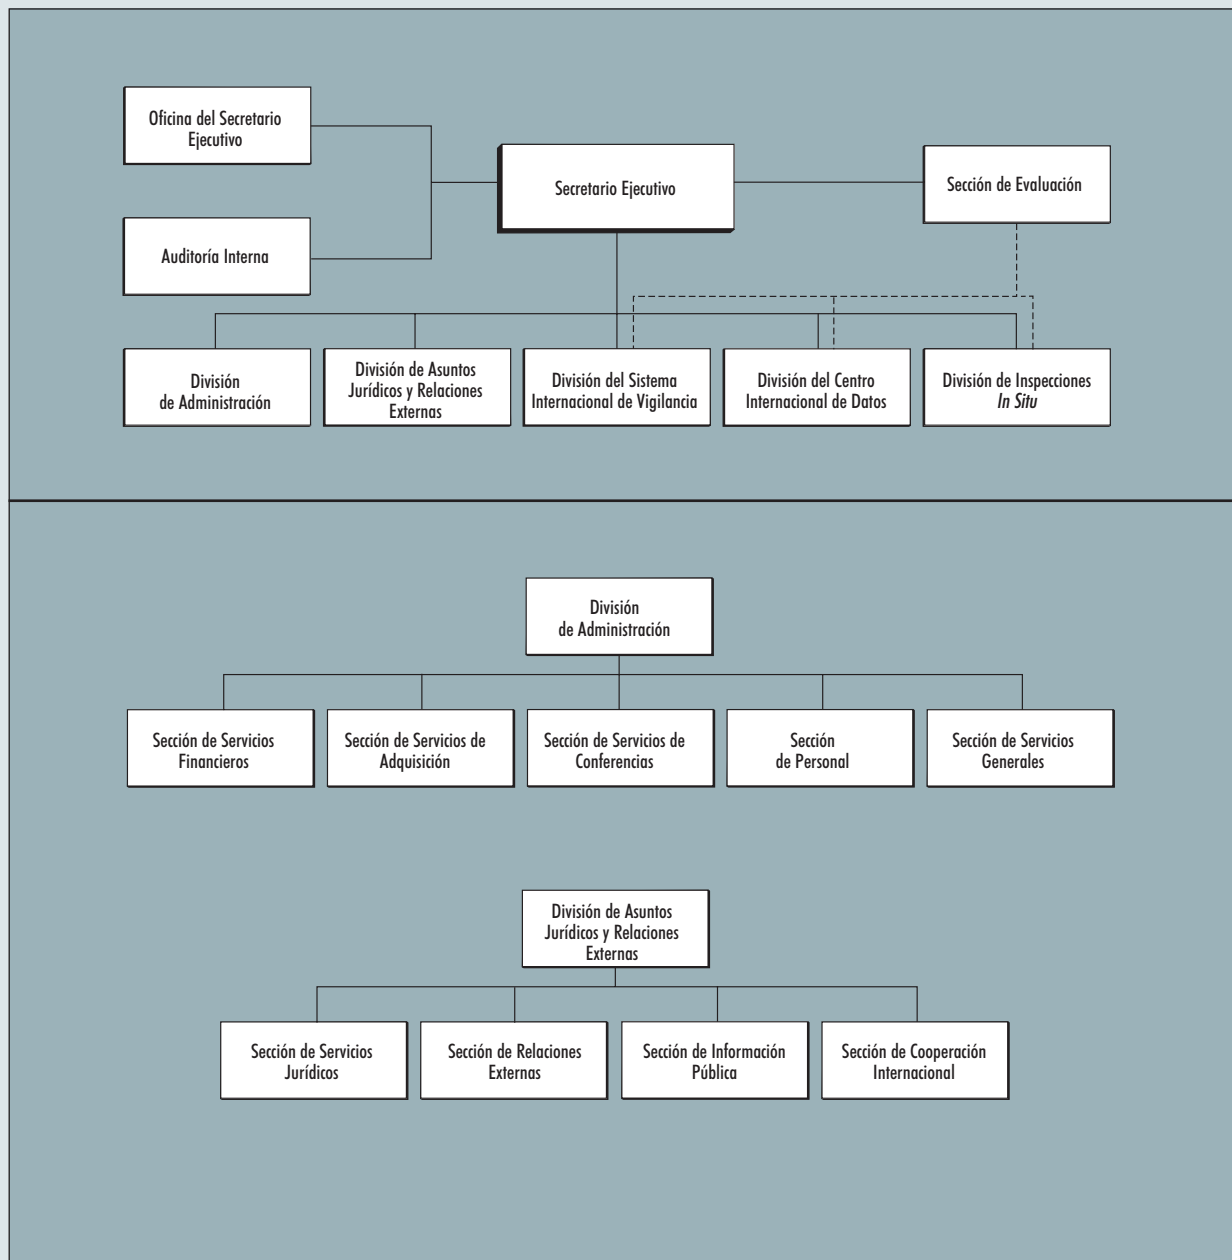 Oficina del Secretario
Ejecutivo
Secretario Ejecutivo
Sección de Evaluación
Auditoría Interna
División
de Administración
División de Asuntos
Jurídicos y Relaciones
Externas
División del Sistema
Internacional de Vigilancia
División del Centro
Internacional de Datos
División de Inspecciones
In Situ
División
de Administración
Sección de Servicios
Financieros
Sección de Servicios de
Adquisición
Sección de Servicios de
Conferencias
Sección
de Personal
Sección de Servicios
Generales
División de Asuntos
Jurídicos y Relaciones
Externas
Sección de Servicios
Jurídicos
Sección de Relaciones
Externas
Sección de Información
Pública
Sección de Cooperación
Internacional